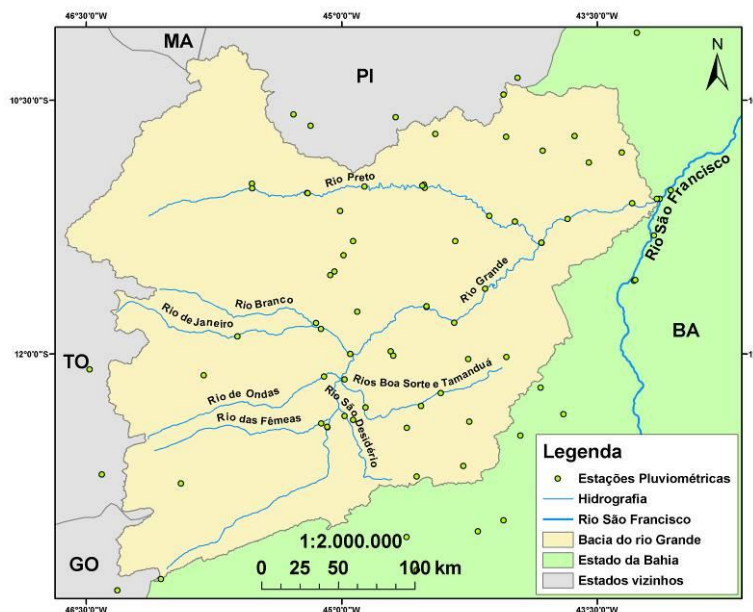 46°30'0"W
45°0'0"W
43°30'0"W
MA
PI
N
10°30'0"S
1
Rio Preto
Rio São Francisco
Rio Grande
Rio Branco
Rio de Janeiro
BA
TO
12°0'0"S
1
Rios Boa Sorte e Tamanduá
Rio de Ondas
Rio São Desidério
Rio das Fêmeas
Legenda
Estações Pluviométricas
Hidrografia
Rio São Francisco
Bacia do rio Grande
Estado da Bahia
Estados vizinhos
GO
1:2.000.000
0 25 50 100 km
46°30'0"W
45°0'0"W
43°30'0"W